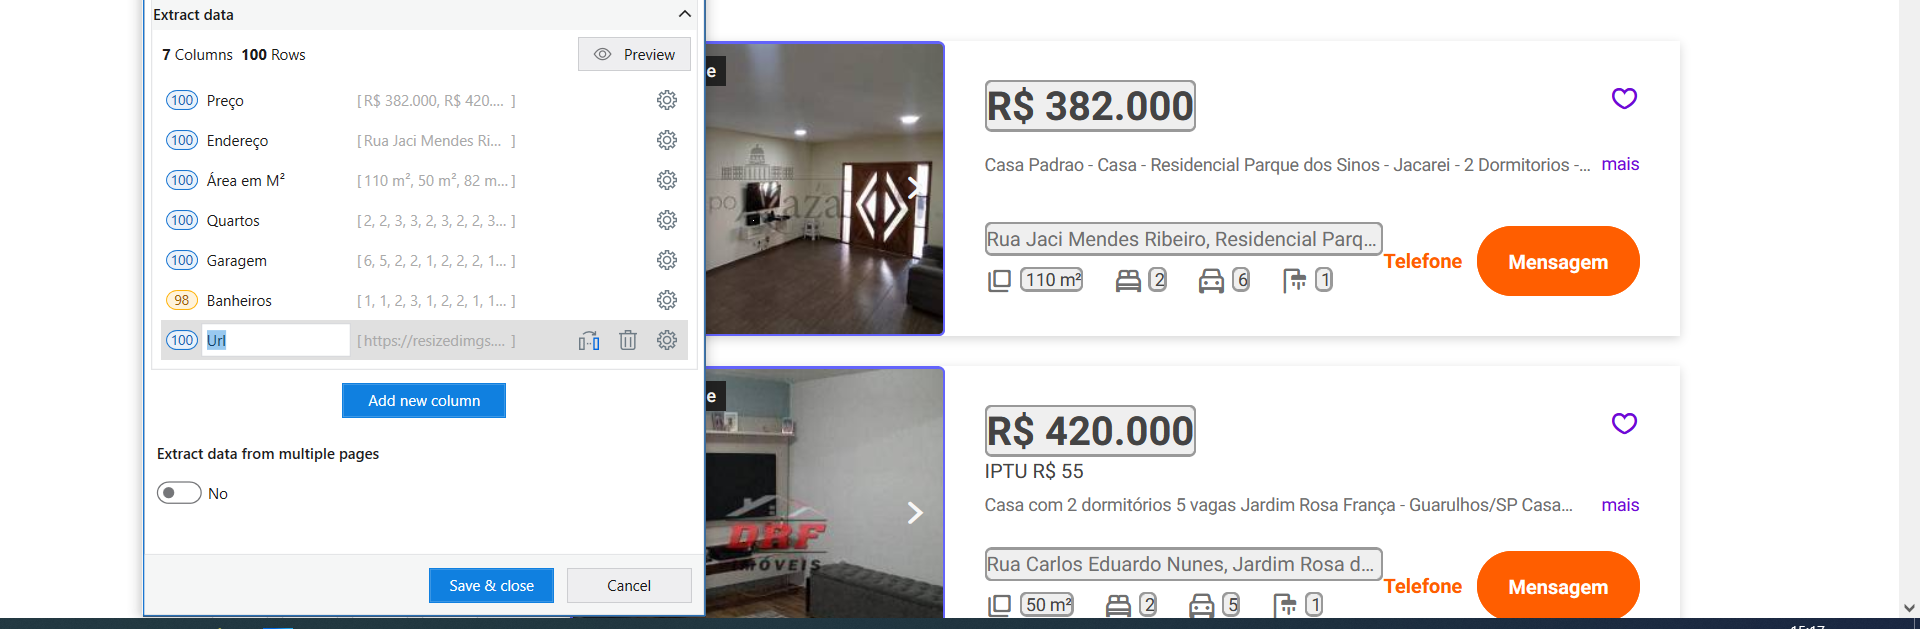 Extract data
7 Columns 100 Rows
Preview
100 Preço [ R$ 382.000, R$ 420.... ]
100 Endereço [ Rua Jaci Mendes Ri... ]
100 Área em M² [ 110 m², 50 m², 82 m... ]
100 Quartos [ 2, 2, 3, 3, 2, 3, 2, 2, 3... ]
100 Garagem [ 6, 5, 2, 2, 1, 2, 2, 2, 1... ]
98 Banheiros [ 1, 1, 2, 3, 1, 2, 2, 1, 1... ]
100 Url [ https://resizedimgs.... ]
Add new column
Extract data from multiple pages
No
Save & close
Cancel
e
R$ 382.000
Casa Padrao - Casa - Residencial Parque dos Sinos - Jacarei - 2 Dormitorios -... mais
Rua Jaci Mendes Ribeiro, Residencial Parq...
110 m² 2 6 1
Telefone
Mensagem
e
DRF
IMÓVEIS
R$ 420.000
IPTU R$ 55
Casa com 2 dormitórios 5 vagas Jardim Rosa França - Guarulhos/SP Casa... mais
Rua Carlos Eduardo Nunes, Jardim Rosa d...
50 m² 2 5 1
Telefone
Mensagem